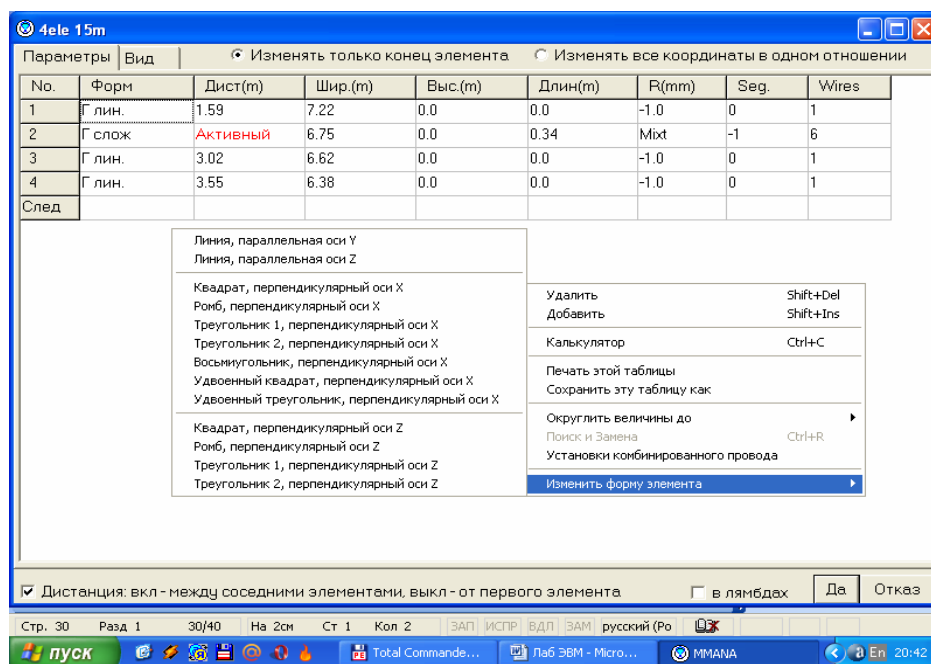 4ele 15m
Параметры Вид Изменять только конец элемента Изменять все координаты в одном отношении
No. Форм Дист(m) Шир.(m) Выс.(m) Длин(m) R(mm) Seg. Wires
1 Г лин. 1.59 7.22 0.0 0.0 -1.0 0 1
2 Г слож Активный 6.75 0.0 0.34 Mixt -1 6
3 Г лин. 3.02 6.62 0.0 0.0 -1.0 0 1
4 Г лин. 3.55 6.38 0.0 0.0 -1.0 0 1
След
Линия, параллельная оси Y
Линия, параллельная оси Z
Квадрат, перпендикулярный оси X
Ромб, перпендикулярный оси X
Треугольник 1, перпендикулярный оси X
Треугольник 2, перпендикулярный оси X
Восьмиугольник, перпендикулярный оси X
Удвоенный квадрат, перпендикулярный оси X
Удвоенный треугольник, перпендикулярный оси X
Квадрат, перпендикулярный оси Z
Ромб, перпендикулярный оси Z
Треугольник 1, перпендикулярный оси Z
Треугольник 2, перпендикулярный оси Z
Удалить Shift+Del
Добавить Shift+Ins
Калькулятор Ctrl+C
Печать этой таблицы
Сохранить эту таблицу как
Округлить величины до
Поиск и Замена Ctrl+R
Установки комбинированного провода
Изменить форму элемента
Дистанция: вкл - между соседними элементами, выкл - от первого элемента в лямбдах Да Отказ
Стр. 30 Разд 1 30/40 На 2см Ст 1 Кол 2 ЗАП ИСПР ВДЛ ЗАМ русский (Ро
пуск Total Commande... Лаб ЭВМ - Micro... MMANA En 20:42